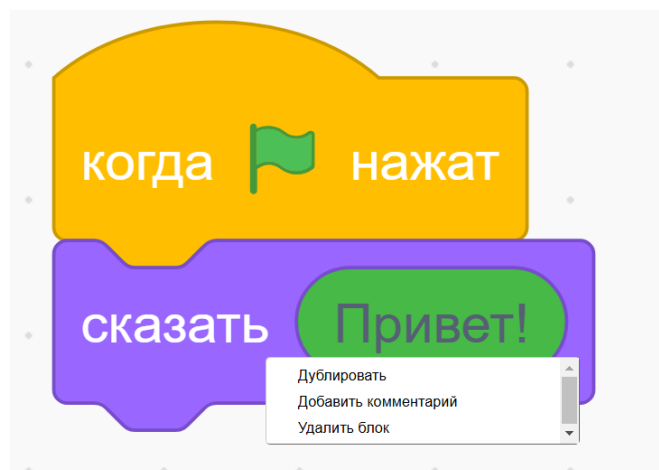 когда нажат
сказать Привет!
Дублировать
Добавить комментарий
Удалить блок